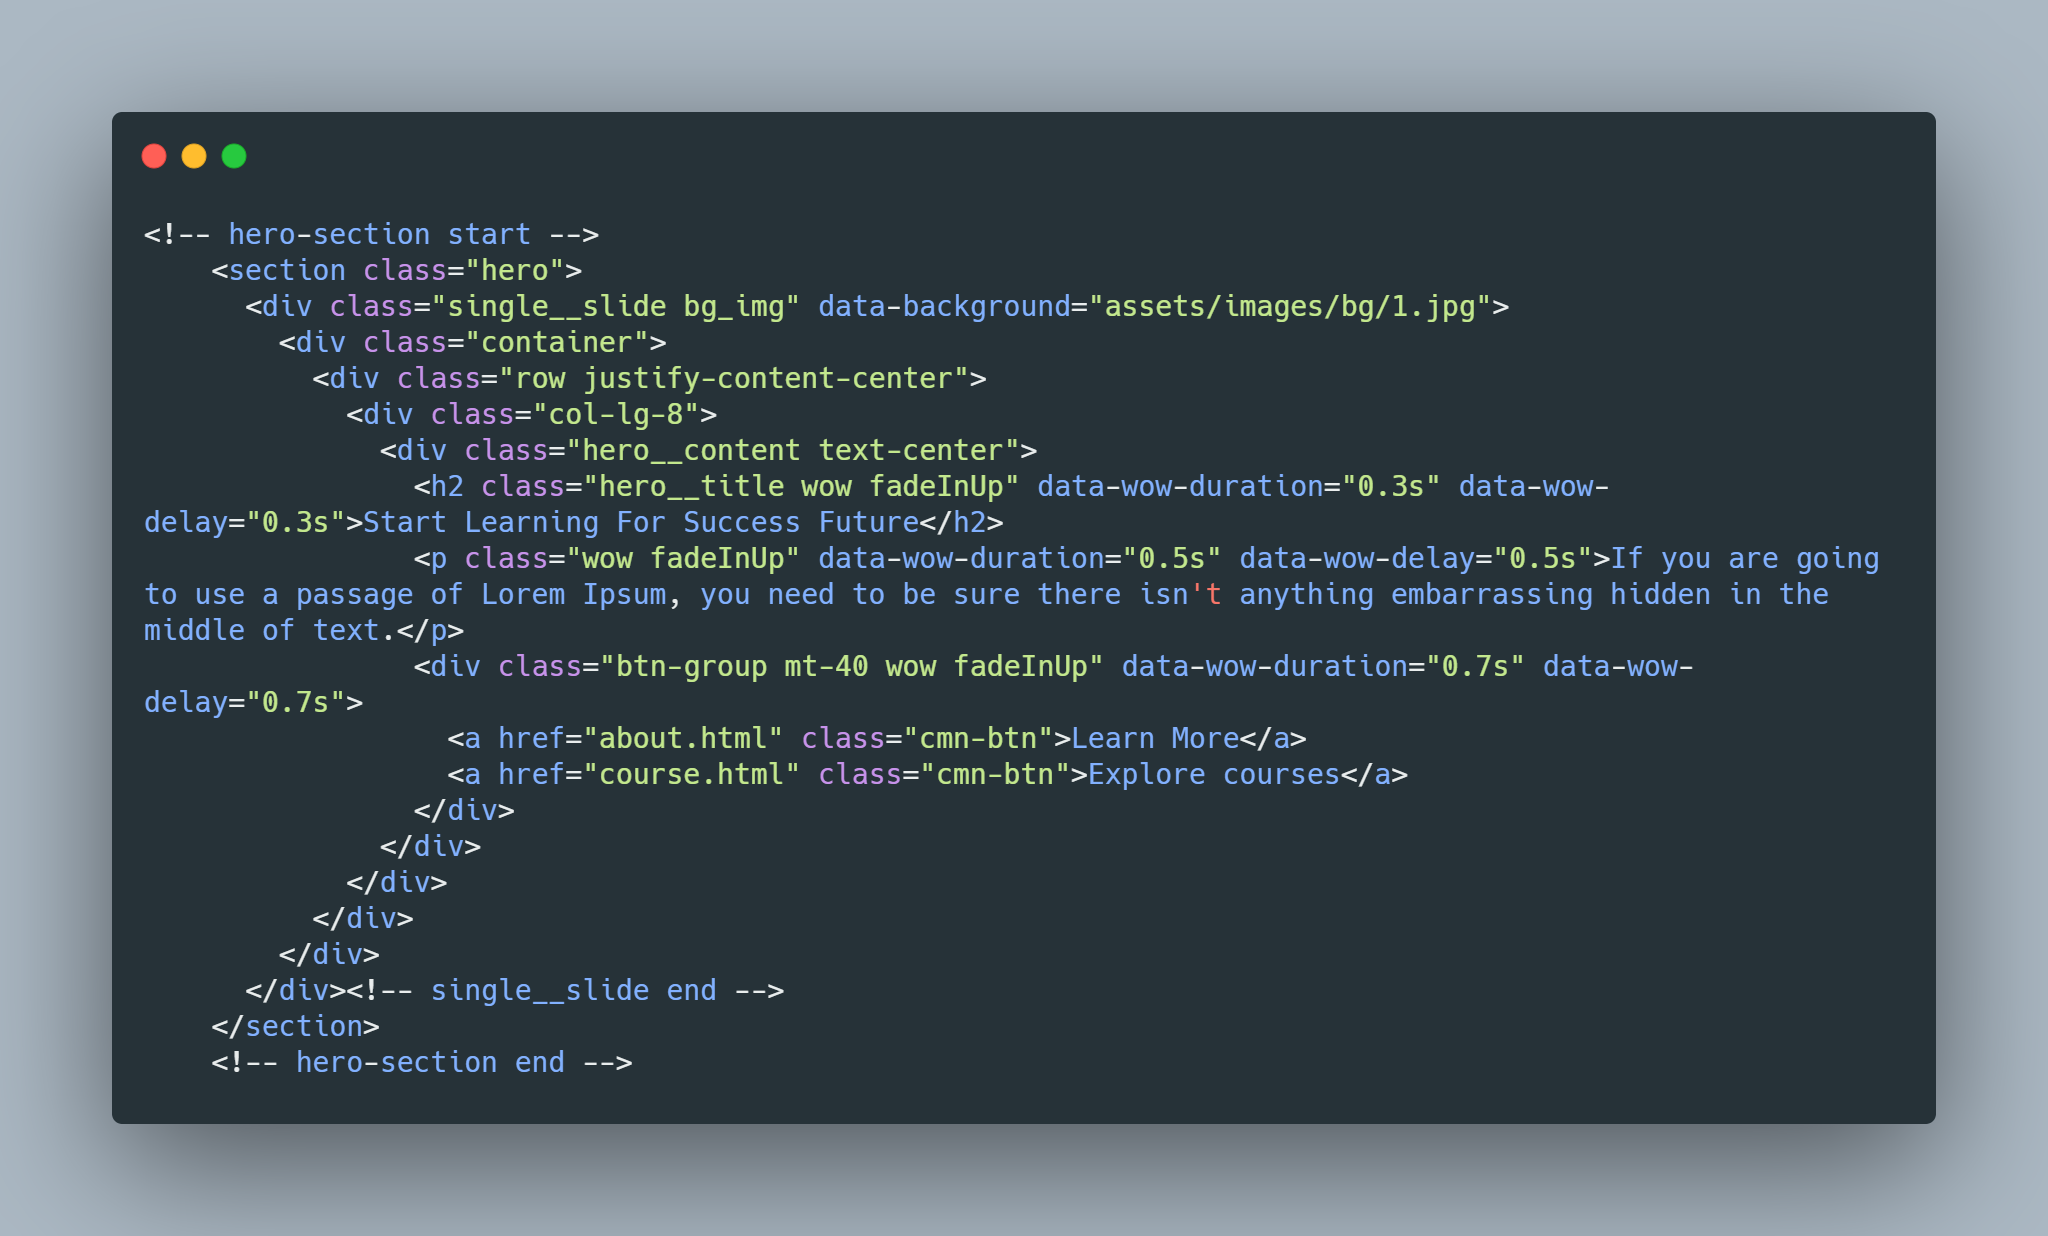 <!-- hero-section start -->
    <section class="hero">
      <div class="single__slide bg_img" data-background="assets/images/bg/1.jpg">
        <div class="container">
          <div class="row justify-content-center">
            <div class="col-lg-8">
              <div class="hero__content text-center">
                <h2 class="hero__title wow fadeInUp" data-wow-duration="0.3s" data-wow-
delay="0.3s">Start Learning For Success Future</h2>
                <p class="wow fadeInUp" data-wow-duration="0.5s" data-wow-delay="0.5s">If you are going
to use a passage of Lorem Ipsum, you need to be sure there isn't anything embarrassing hidden in the
middle of text.</p>
                <div class="btn-group mt-40 wow fadeInUp" data-wow-duration="0.7s" data-wow-
delay="0.7s">
                  <a href="about.html" class="cmn-btn">Learn More</a>
                  <a href="course.html" class="cmn-btn">Explore courses</a>
                </div>
              </div>
            </div>
          </div>
        </div>
      </div><!-- single__slide end -->
    </section>
    <!-- hero-section end -->